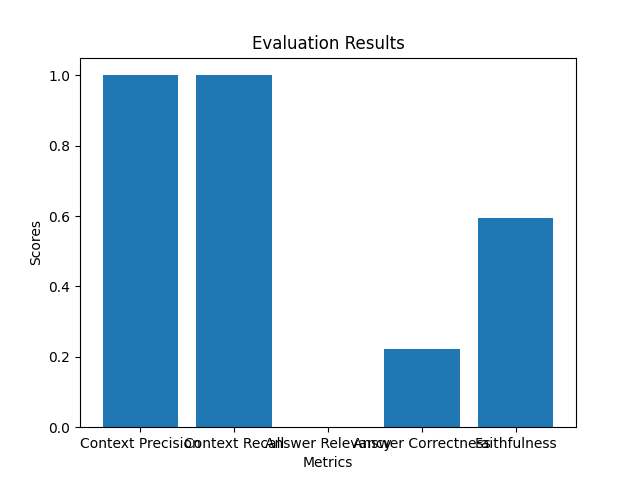 Evaluation Results
1.0
0.8
0.6
0.4
0.2
0.0
Scores
Context Precision
Context Recall
Answer Relevancy
Answer Correctness
Faithfulness
Metrics